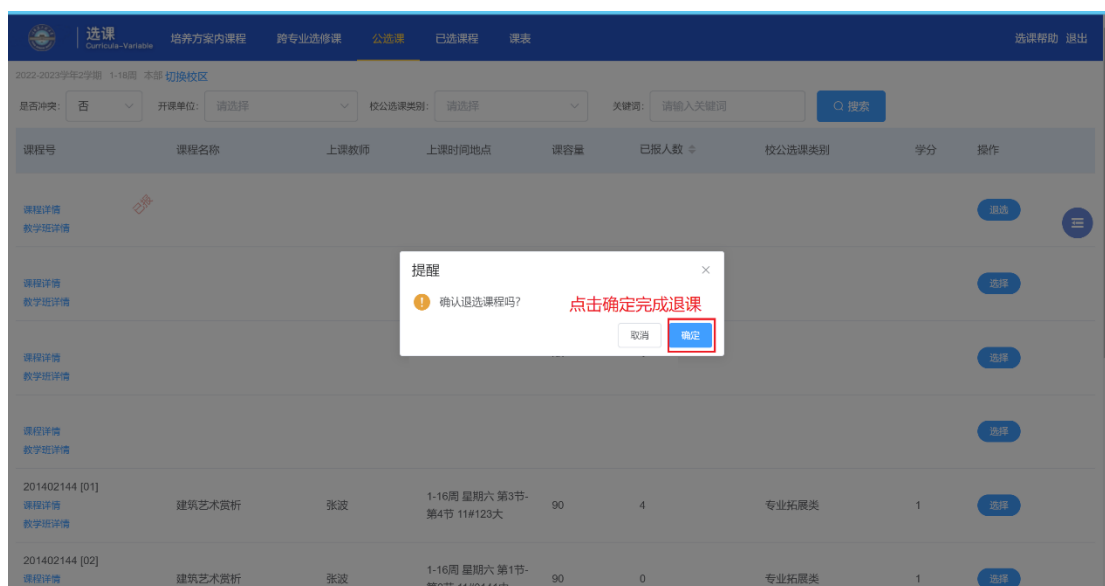 选课
Curricula-Variable
培养方案内课程 跨专业选修课 公选课 已选课程 课表 选课帮助 退出
2022-2023学年2学期 1-18周 本部 切换校区
是否冲突: 否 开课单位: 请选择 校公选课类别: 请选择 关键词: 请输入关键词 搜索
课程号 课程名称 上课教师 上课时间地点 课容量 已报人数 校公选课类别 学分 操作
课程详情 退选
教学班详情
提醒
确认退选课程吗? 点击确定完成退课
取消 确定
课程详情 选择
教学班详情
课程详情 选择
教学班详情
课程详情 选择
教学班详情
201402144 [01]
课程详情
教学班详情
建筑艺术赏析 张波
1-16周 星期六 第3节-
第4节 11#123大
90 4 专业拓展类 1 选择
201402144 [02]
课程详情
建筑艺术赏析 张波
1-16周 星期六 第1节-
90 0 专业拓展类 1 选择